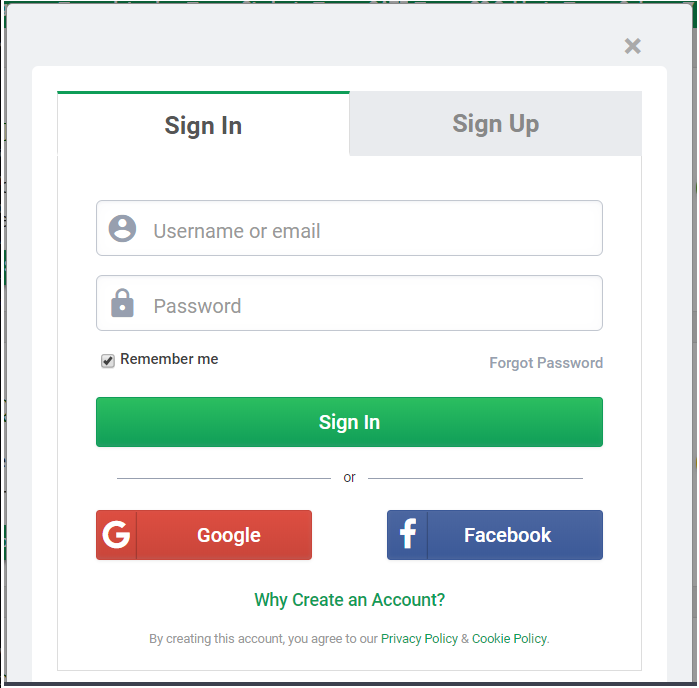 ×
Sign In Sign Up
Username or email
Password
Remember me Forgot Password
Sign In
or
G Google f Facebook
Why Create an Account?
By creating this account, you agree to our Privacy Policy & Cookie Policy.